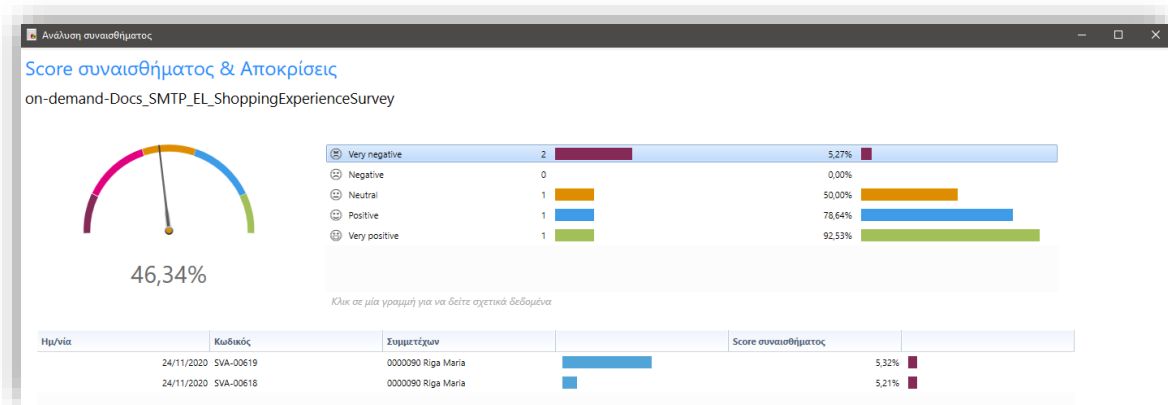 Ανάλυση συναισθήματος
Score συναισθήματος & Αποκρίσεις
on-demand-Docs_SMTP_EL_ShoppingExperienceSurvey
Very negative 2 5,27%
Negative 0 0,00%
Neutral 1 50,00%
Positive 1 78,64%
Very positive 1 92,53%
46,34%
Κλικ σε μία γραμμή για να δείτε σχετικά δεδομένα
Ημ/νία Κωδικός Συμμετέχων Score συναισθήματος
24/11/2020 SVA-00619 0000090 Riga Maria 5,32%
24/11/2020 SVA-00618 0000090 Riga Maria 5,21%